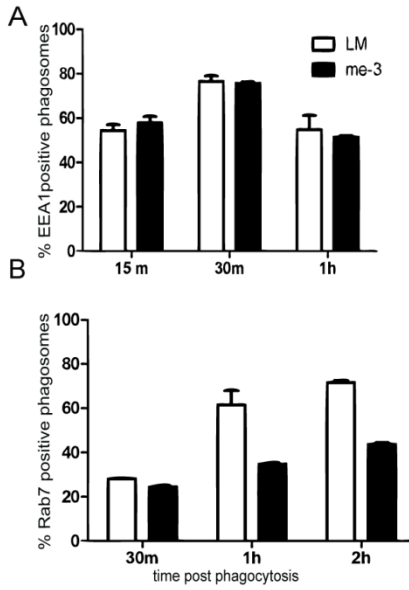 A
LM
me-3
% EEA1positive phagosomes
100
80
60
40
20
0
15 m 30m 1h
B
% Rab7 positive phagosomes
100
80
60
40
20
0
30m 1h 2h
time post phagocytosis